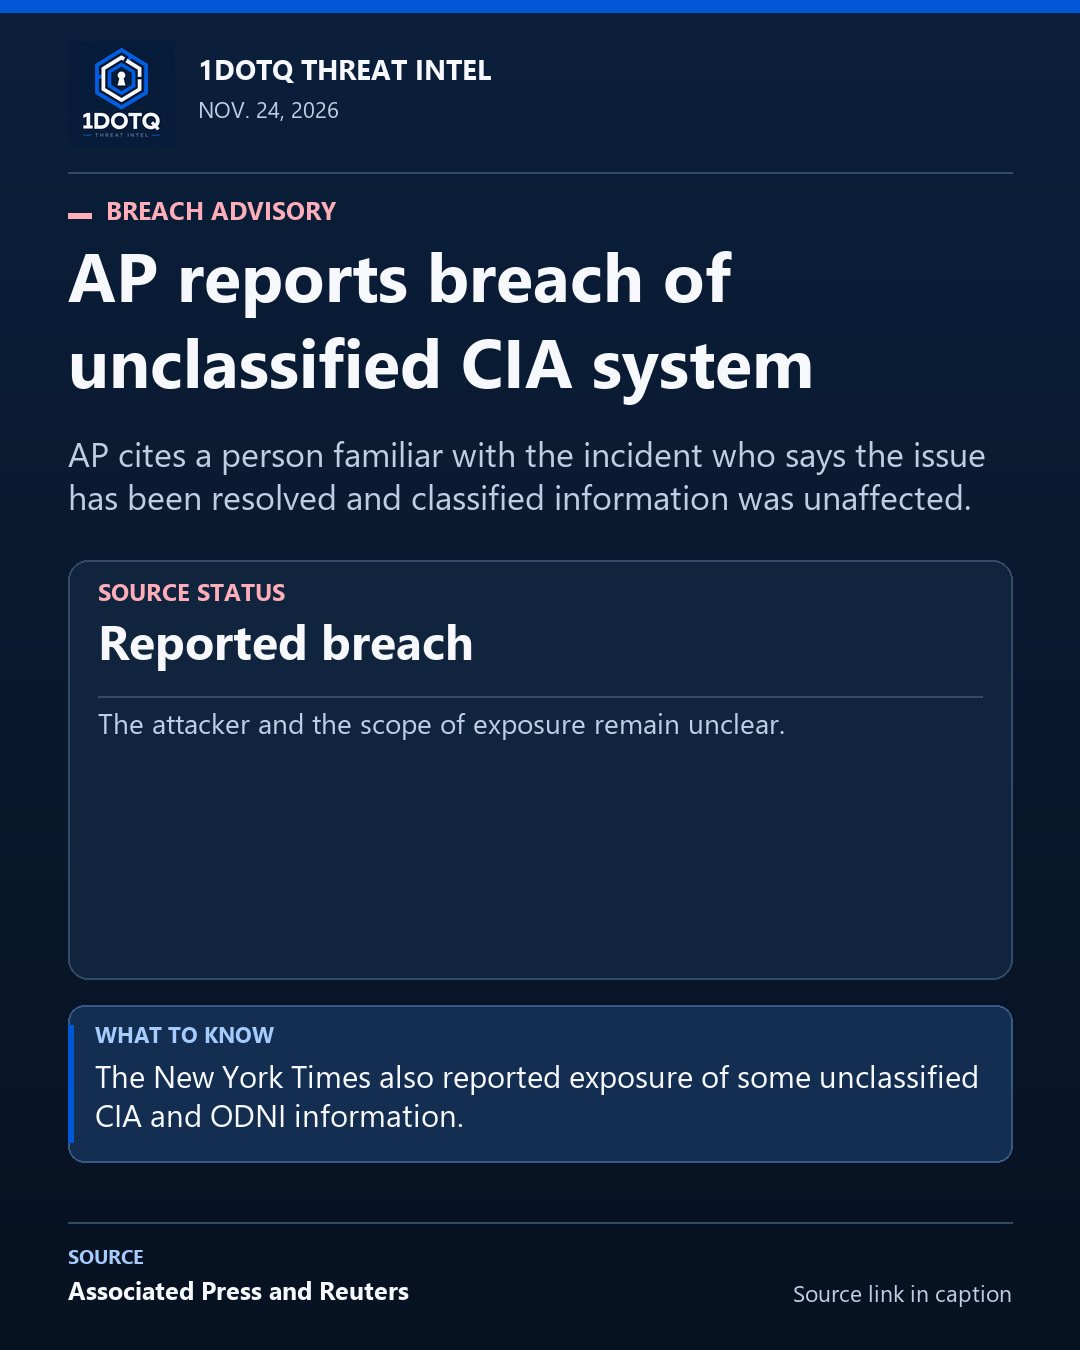 1DOTQ
THREAT INTEL
1DOTQ THREAT INTEL
NOV. 24, 2026
BREACH ADVISORY
AP reports breach of
unclassified CIA system
AP cites a person familiar with the incident who says the issue
has been resolved and classified information was unaffected.
SOURCE STATUS
Reported breach
The attacker and the scope of exposure remain unclear.
WHAT TO KNOW
The New York Times also reported exposure of some unclassified
CIA and ODNI information.
SOURCE
Associated Press and Reuters
Source link in caption